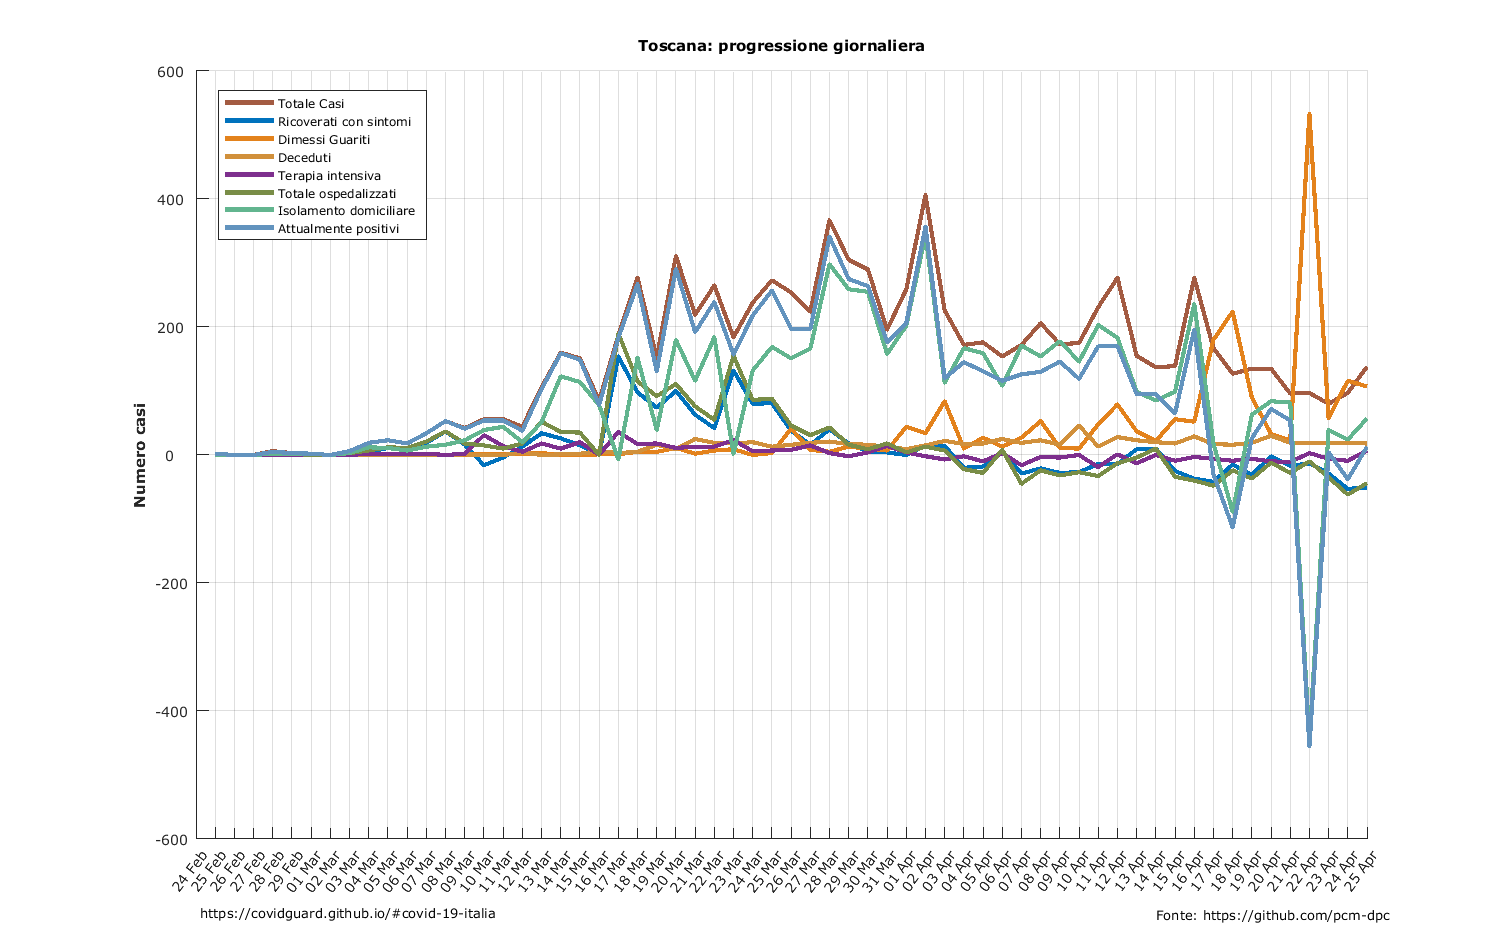 Toscana: progressione giornaliera
600
400
200
0
-200
-400
-600
Numero casi
Totale Casi
Ricoverati con sintomi
Dimessi Guariti
Deceduti
Terapia intensiva
Totale ospedalizzati
Isolamento domiciliare
Attualmente positivi
24 Feb
25 Feb
26 Feb
27 Feb
28 Feb
29 Feb
01 Mar
02 Mar
03 Mar
04 Mar
05 Mar
06 Mar
07 Mar
08 Mar
09 Mar
10 Mar
11 Mar
12 Mar
13 Mar
14 Mar
15 Mar
16 Mar
17 Mar
18 Mar
19 Mar
20 Mar
21 Mar
22 Mar
23 Mar
24 Mar
25 Mar
26 Mar
27 Mar
28 Mar
29 Mar
30 Mar
31 Mar
01 Apr
02 Apr
03 Apr
04 Apr
05 Apr
06 Apr
07 Apr
08 Apr
09 Apr
10 Apr
11 Apr
12 Apr
13 Apr
14 Apr
15 Apr
16 Apr
17 Apr
18 Apr
19 Apr
20 Apr
21 Apr
22 Apr
23 Apr
24 Apr
25 Apr
https://covidguard.github.io/#covid-19-italia
Fonte: https://github.com/pcm-dpc